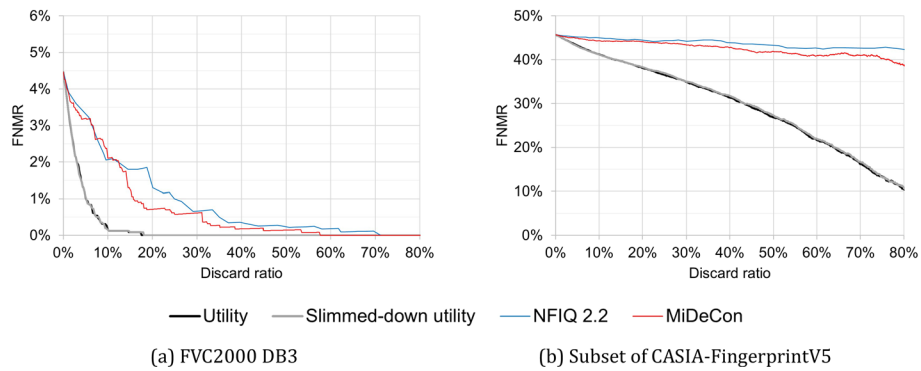 6%
5%
4%
3%
2%
1%
0%
FNMR
0% 10% 20% 30% 40% 50% 60% 70% 80%
Discard ratio
50%
40%
30%
20%
10%
0%
FNMR
0% 10% 20% 30% 40% 50% 60% 70% 80%
Discard ratio
Utility Slimmed-down utility NFIQ 2.2 MiDeCon
(a) FVC2000 DB3
(b) Subset of CASIA-FingerprintV5